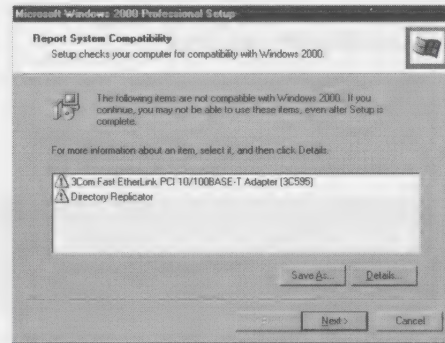 Microsoft Windows 2000 Professional Setup
Report System Compatibility
Setup checks your computer for compatibility with Windows 2000.
The following items are not compatible with Windows 2000. If you
continue, you may not be able to use these items, even after Setup is
complete.
For more information about an item, select it, and then click Details.
3Com Fast EtherLink PCI 10/100BASE-T Adapter (3C595)
Directory Replicator
Save As... Details...
Next > Cancel